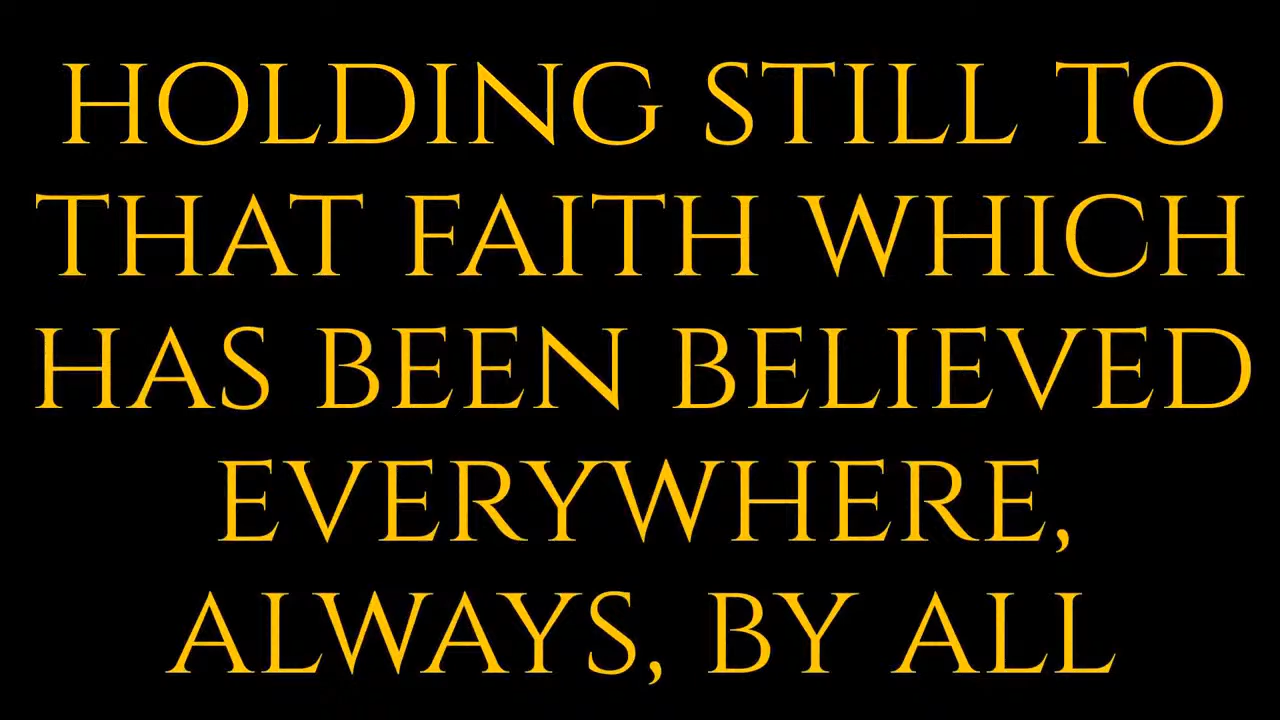 HOLDING STILL TO
THAT FAITH WHICH
HAS BEEN BELIEVED
EVERYWHERE,
ALWAYS, BY ALL